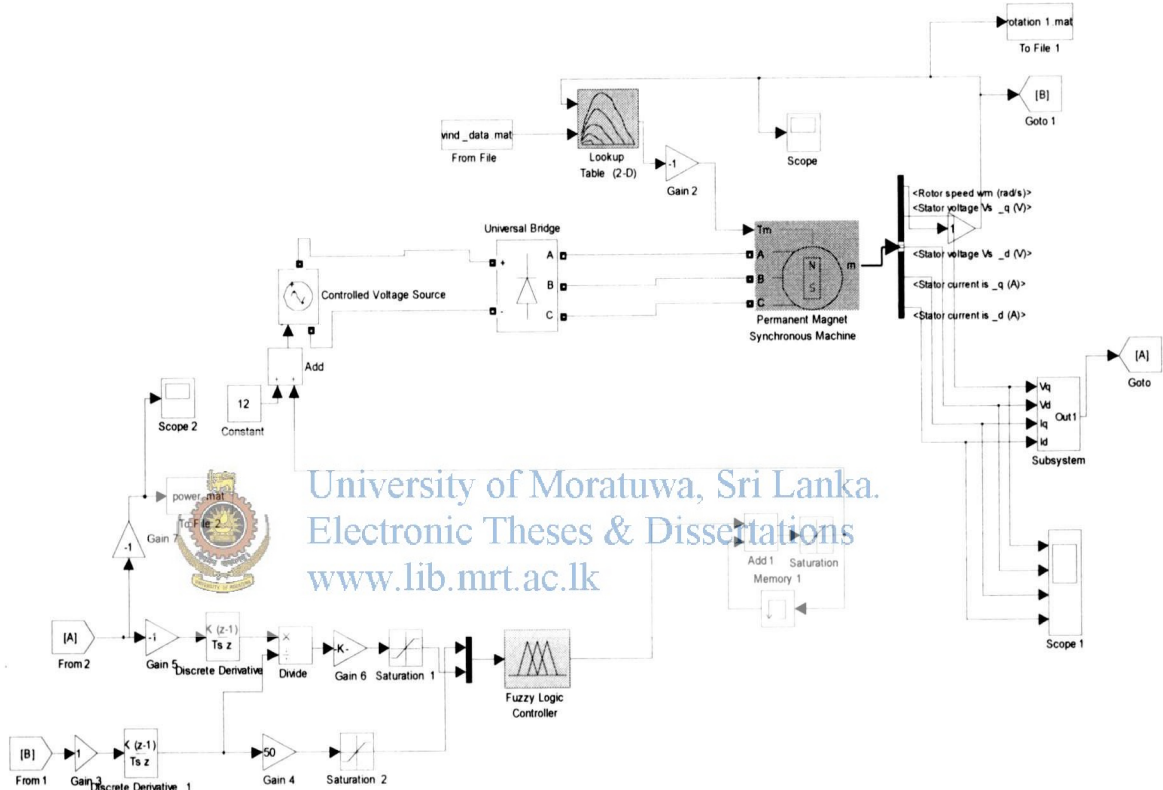 otation 1.mat
To File 1
[B]
Goto 1
vind _data mat
From File
Lookup
Table (2-D)
-1
Gain 2
Scope
<Rotor speed wm (rad/s)>
<Stator voltage Vs _q (V)>
1
<Stator voltage Vs _d (V)>
<Stator current is _q (A)>
<Stator current is _d (A)>
Universal Bridge
+
-
A
B
C
Tm
A
B
C
N
S
m
Permanent Magnet
Synchronous Machine
Controlled Voltage Source
Add
+ +
12
Constant
Scope 2
[A]
Goto
Vq
Vd
Iq
Id
Out1
Subsystem
power mat
To File 2
-1
Gain 7
UNIVERSITY OF MORATUWA
University of Moratuwa, Sri Lanka.
Electronic Theses & Dissertations
www.lib.mrt.ac.lk
Add 1
Saturation
Memory 1
Scope 1
[A]
From 2
-1
Gain 5
K (z-1)
Ts z
Discrete Derivative
×
÷
Divide
-K-
Gain 6
Saturation 1
Fuzzy Logic
Controller
[B]
From 1
1
Gain 3
K (z-1)
Ts z
Discrete Derivative 1
50
Gain 4
Saturation 2